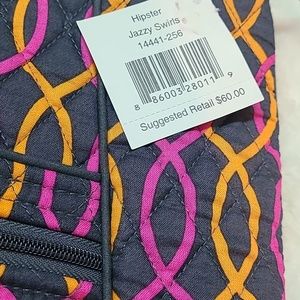 Hipster
Jazzy Swirls
14441-256
8 86003 28011 9
Suggested Retail $60.00